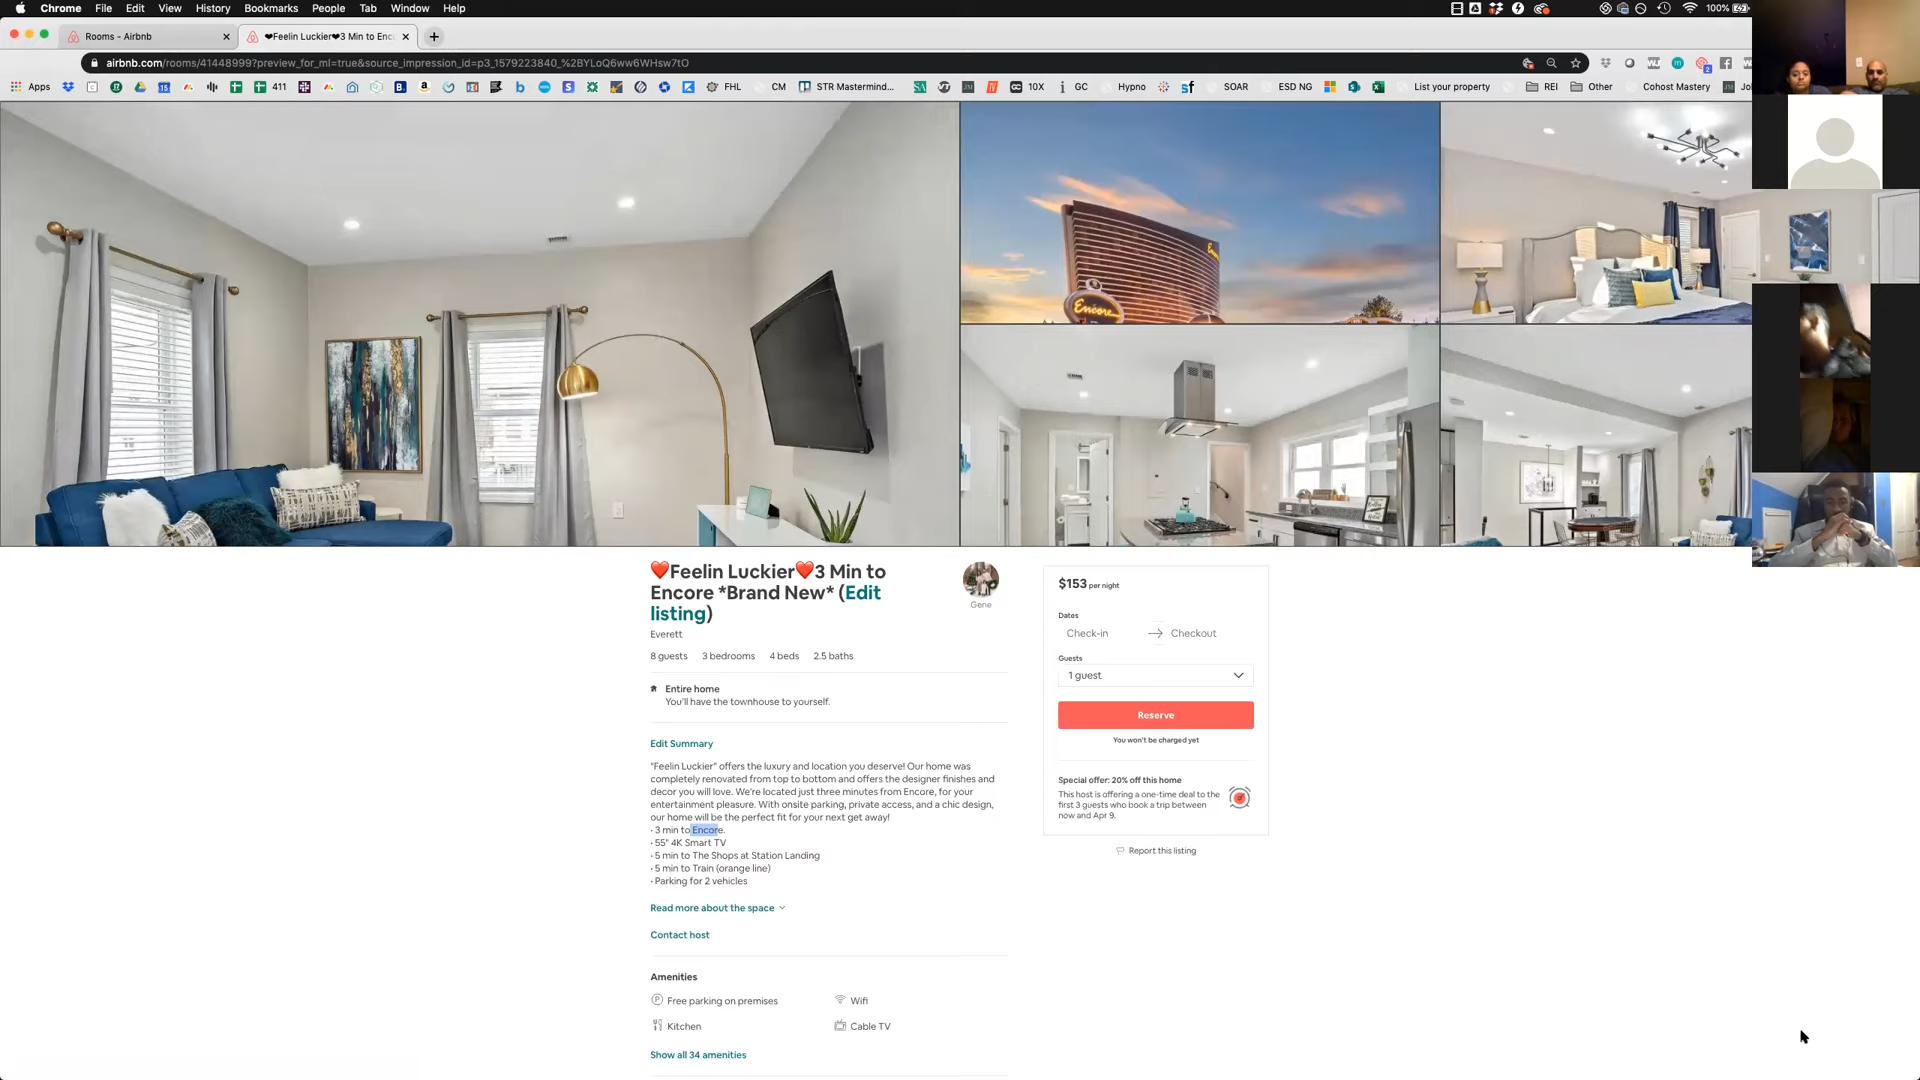 Chrome File Edit View History Bookmarks People Tab Window Help 100%
Rooms - Airbnb ❤Feelin Luckier❤3 Min to Enc
airbnb.com/rooms/41448999?preview_for_ml=true&source_impression_id=p3_1579223840_%2BYLoQ6ww6WHsw7tO
Apps 15 411 FHL CM STR Mastermind... 10X GC Hypno SOAR ESD NG List your property REI Other Cohost Mastery
Encore
Encore
❤️Feelin Luckier❤️3 Min to
Encore *Brand New* (Edit
listing)
Gene
Everett
8 guests 3 bedrooms 4 beds 2.5 baths
Entire home
You'll have the townhouse to yourself.
Edit Summary
"Feelin Luckier" offers the luxury and location you deserve! Our home was
completely renovated from top to bottom and offers the designer finishes and
decor you will love. We're located just three minutes from Encore, for your
entertainment pleasure. With onsite parking, private access, and a chic design,
our home will be the perfect fit for your next get away!
· 3 min to Encore.
· 55" 4K Smart TV
· 5 min to The Shops at Station Landing
· 5 min to Train (orange line)
· Parking for 2 vehicles
Read more about the space
Contact host
Amenities
Free parking on premises Wifi
Kitchen Cable TV
Show all 34 amenities
$153 per night
Dates
Check-in Checkout
Guests
1 guest
Reserve
You won't be charged yet
Special offer: 20% off this home
This host is offering a one-time deal to the
first 3 guests who book a trip between
now and Apr 9.
Report this listing